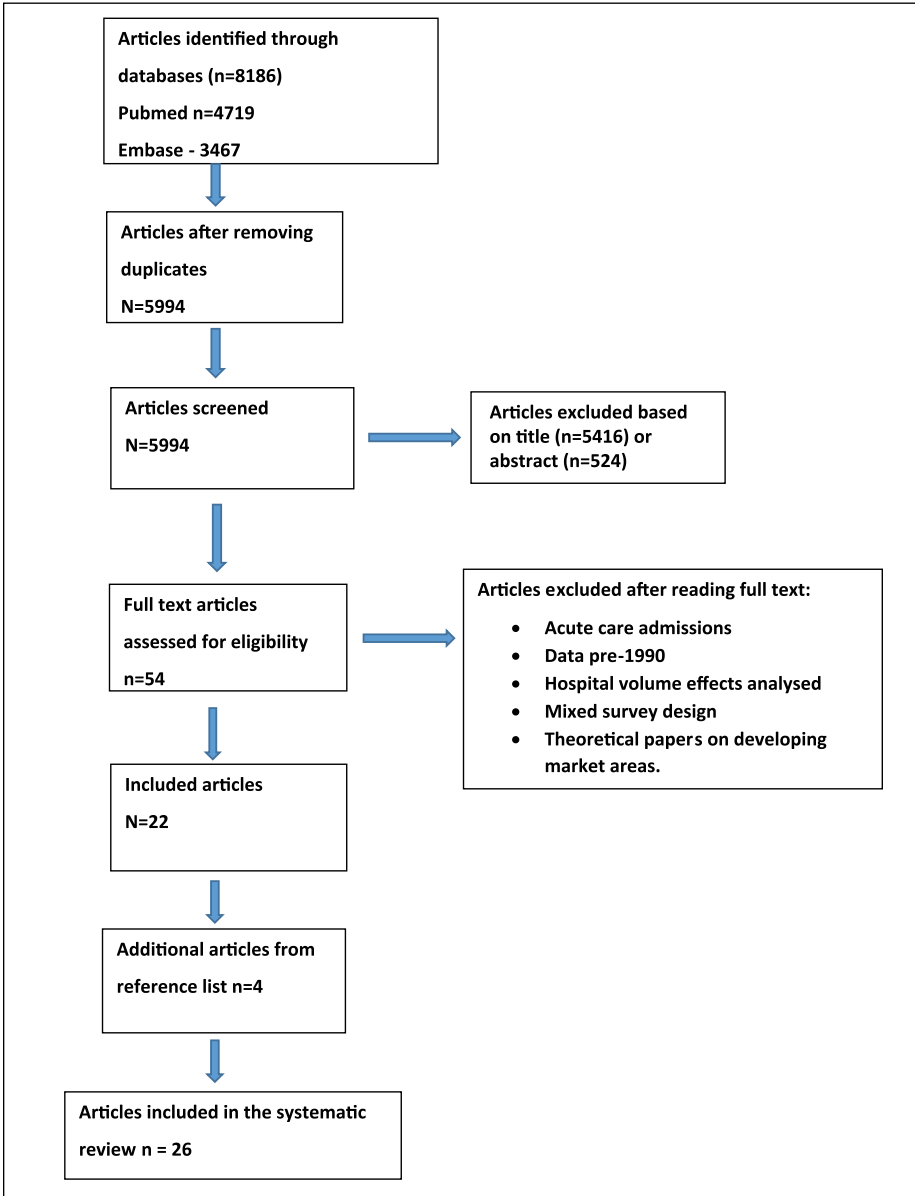 Articles identified through
databases (n=8186)
Pubmed n=4719
Embase - 3467
Articles after removing
duplicates
N=5994
Articles screened
N=5994
Articles excluded based
on title (n=5416) or
abstract (n=524)
Full text articles
assessed for eligibility
n=54
Articles excluded after reading full text:
• Acute care admissions
• Data pre-1990
• Hospital volume effects analysed
• Mixed survey design
• Theoretical papers on developing
market areas.
Included articles
N=22
Additional articles from
reference list n=4
Articles included in the systematic
review n = 26